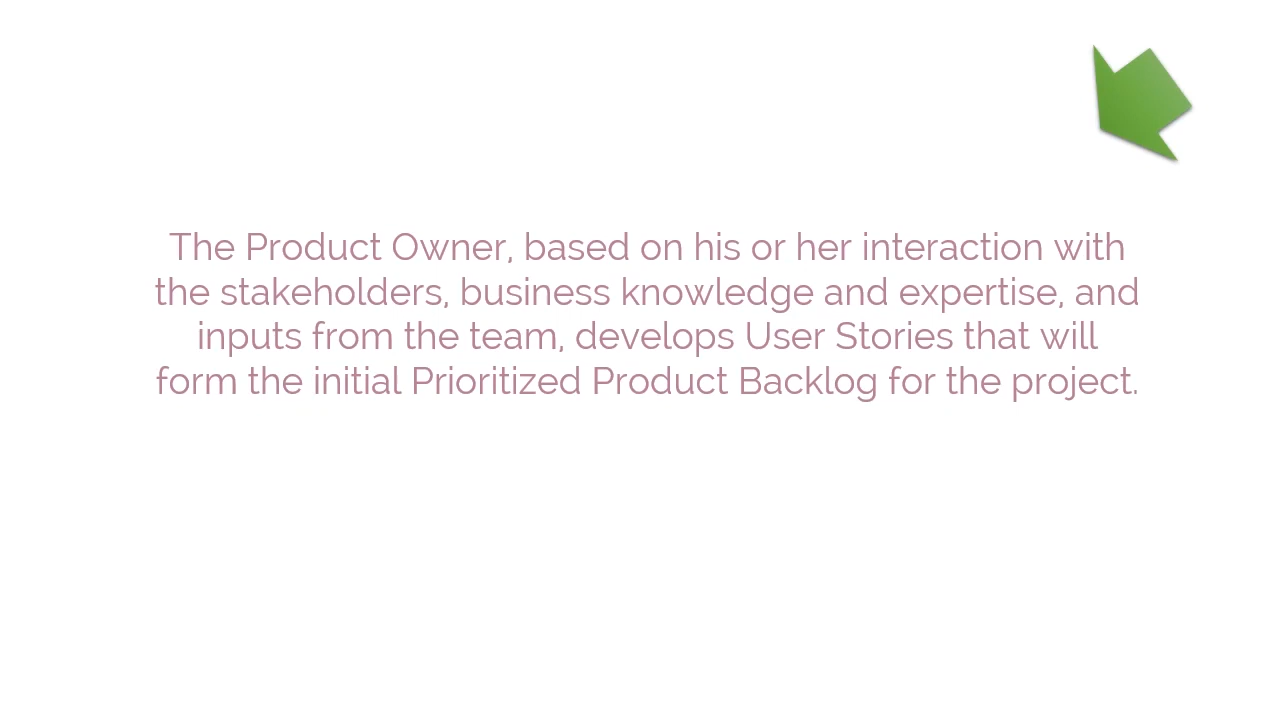 The Product Owner, based on his or her interaction with
the stakeholders, business knowledge and expertise, and
inputs from the team, develops User Stories that will
form the initial Prioritized Product Backlog for the project.